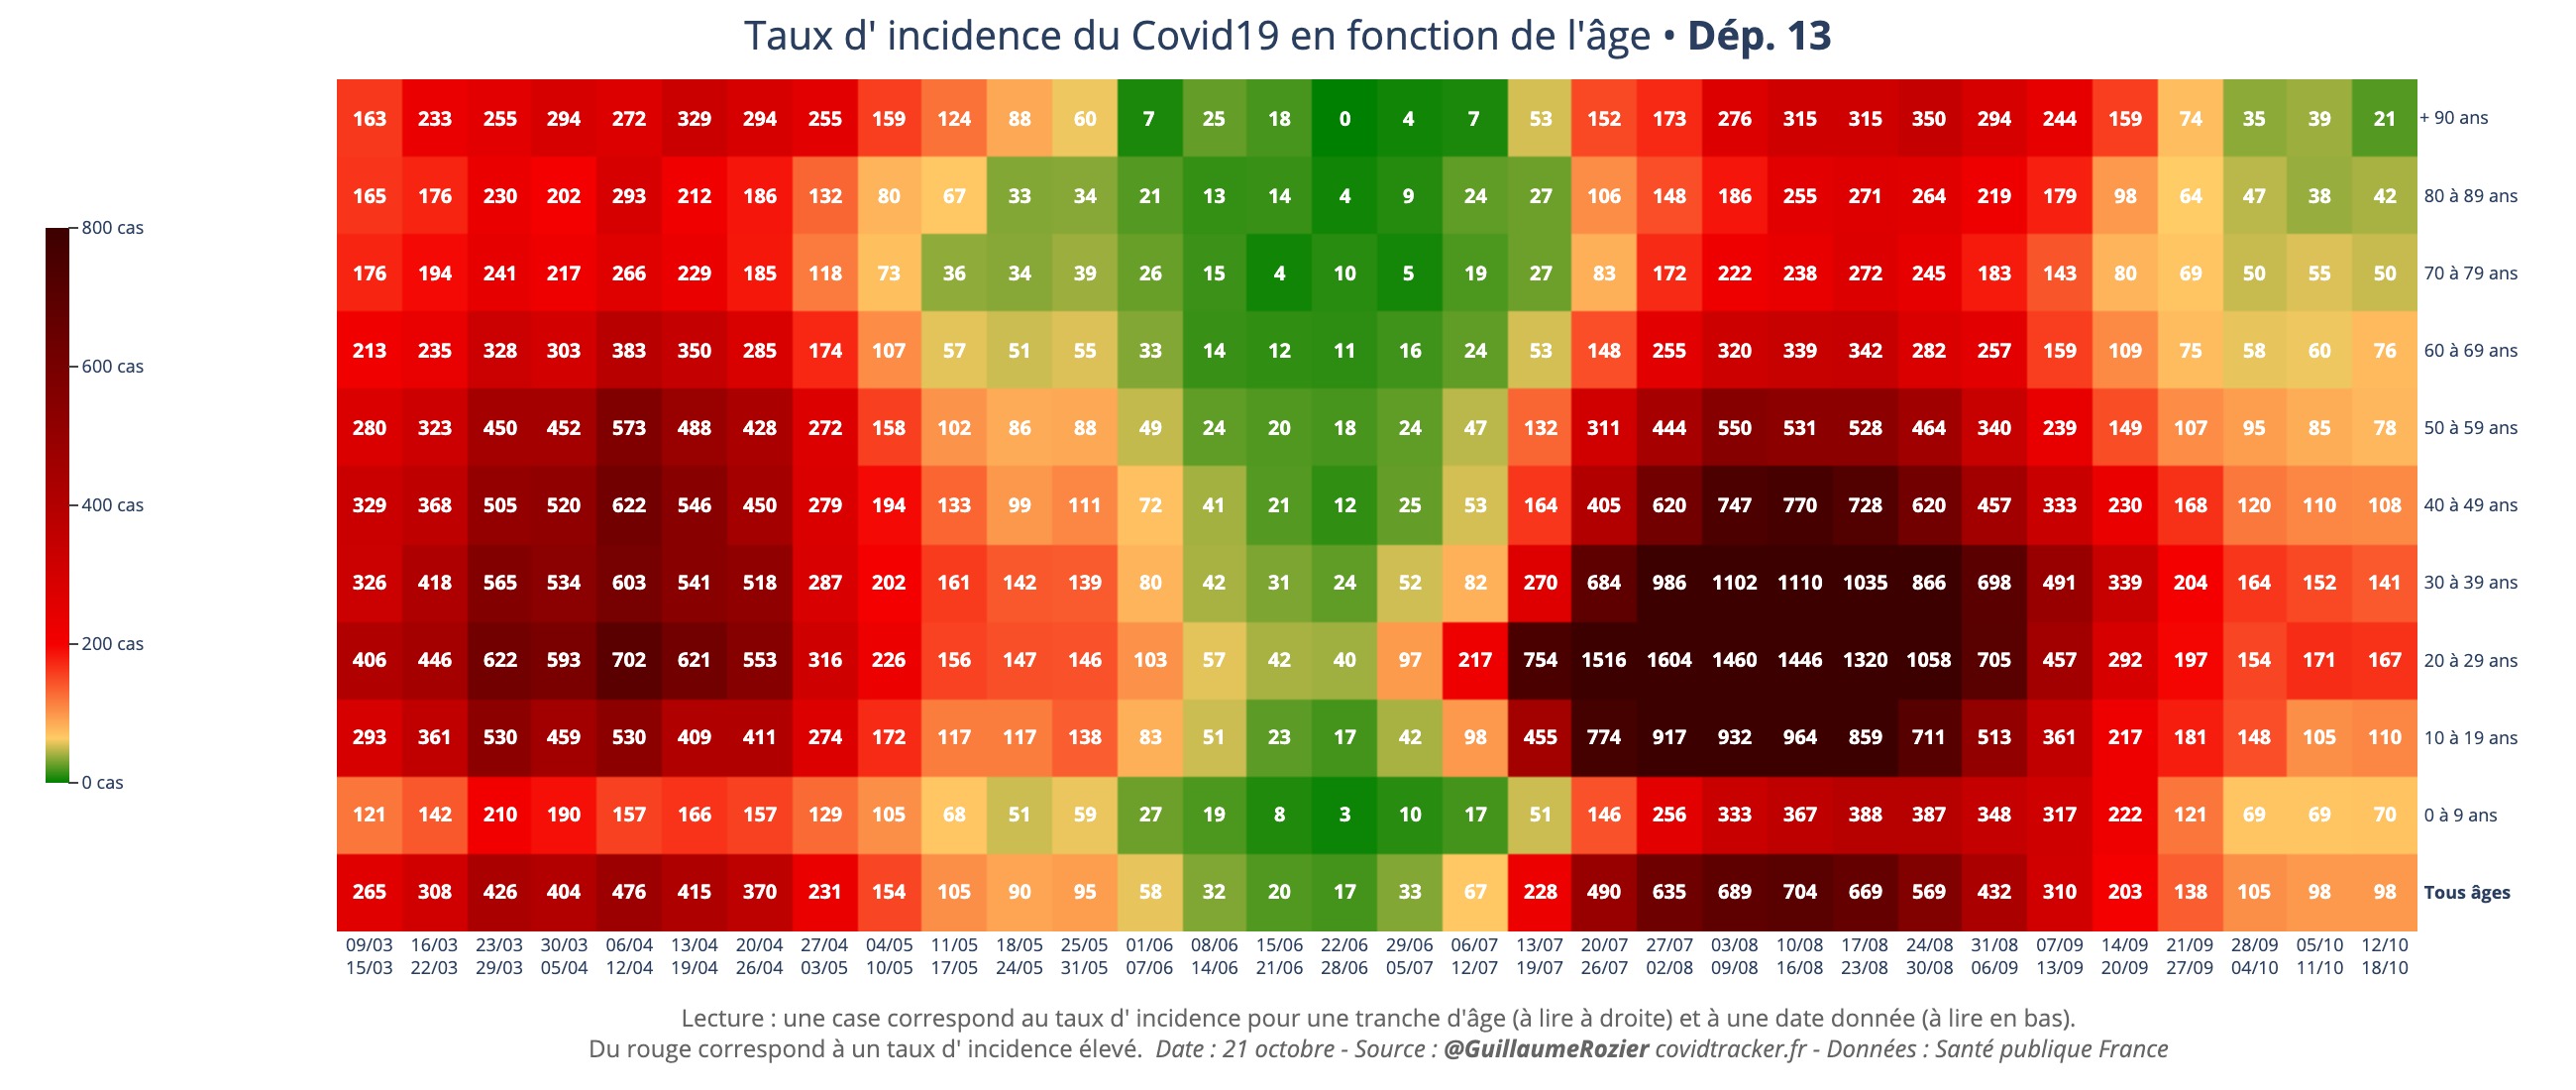 Taux d' incidence du Covid19 en fonction de l'âge • Dép. 13
800 cas
600 cas
400 cas
200 cas
0 cas
163 233 255 294 272 329 294 255 159 124 88 60 7 25 18 0 4 7 53 152 173 276 315 315 350 294 244 159 74 35 39 21 + 90 ans
165 176 230 202 293 212 186 132 80 67 33 34 21 13 14 4 9 24 27 106 148 186 255 271 264 219 179 98 64 47 38 42 80 à 89 ans
176 194 241 217 266 229 185 118 73 36 34 39 26 15 4 10 5 19 27 83 172 222 238 272 245 183 143 80 69 50 55 50 70 à 79 ans
213 235 328 303 383 350 285 174 107 57 51 55 33 14 12 11 16 24 53 148 255 320 339 342 282 257 159 109 75 58 60 76 60 à 69 ans
280 323 450 452 573 488 428 272 158 102 86 88 49 24 20 18 24 47 132 311 444 550 531 528 464 340 239 149 107 95 85 78 50 à 59 ans
329 368 505 520 622 546 450 279 194 133 99 111 72 41 21 12 25 53 164 405 620 747 770 728 620 457 333 230 168 120 110 108 40 à 49 ans
326 418 565 534 603 541 518 287 202 161 142 139 80 42 31 24 52 82 270 684 986 1102 1110 1035 866 698 491 339 204 164 152 141 30 à 39 ans
406 446 622 593 702 621 553 316 226 156 147 146 103 57 42 40 97 217 754 1516 1604 1460 1446 1320 1058 705 457 292 197 154 171 167 20 à 29 ans
293 361 530 459 530 409 411 274 172 117 117 138 83 51 23 17 42 98 455 774 917 932 964 859 711 513 361 217 181 148 105 110 10 à 19 ans
121 142 210 190 157 166 157 129 105 68 51 59 27 19 8 3 10 17 51 146 256 333 367 388 387 348 317 222 121 69 69 70 0 à 9 ans
265 308 426 404 476 415 370 231 154 105 90 95 58 32 20 17 33 67 228 490 635 689 704 669 569 432 310 203 138 105 98 98 Tous âges
09/03 16/03 23/03 30/03 06/04 13/04 20/04 27/04 04/05 11/05 18/05 25/05 01/06 08/06 15/06 22/06 29/06 06/07 13/07 20/07 27/07 03/08 10/08 17/08 24/08 31/08 07/09 14/09 21/09 28/09 05/10 12/10
15/03 22/03 29/03 05/04 12/04 19/04 26/04 03/05 10/05 17/05 24/05 31/05 07/06 14/06 21/06 28/06 05/07 12/07 19/07 26/07 02/08 09/08 16/08 23/08 30/08 06/09 13/09 20/09 27/09 04/10 11/10 18/10
Lecture : une case correspond au taux d' incidence pour une tranche d'âge (à lire à droite) et à une date donnée (à lire en bas).
Du rouge correspond à un taux d' incidence élevé. Date : 21 octobre - Source : @GuillaumeRozier covidtracker.fr - Données : Santé publique France